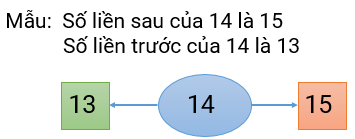 Mẫu: Số liền sau của 14 là 15
Số liền trước của 14 là 13
13 14 15